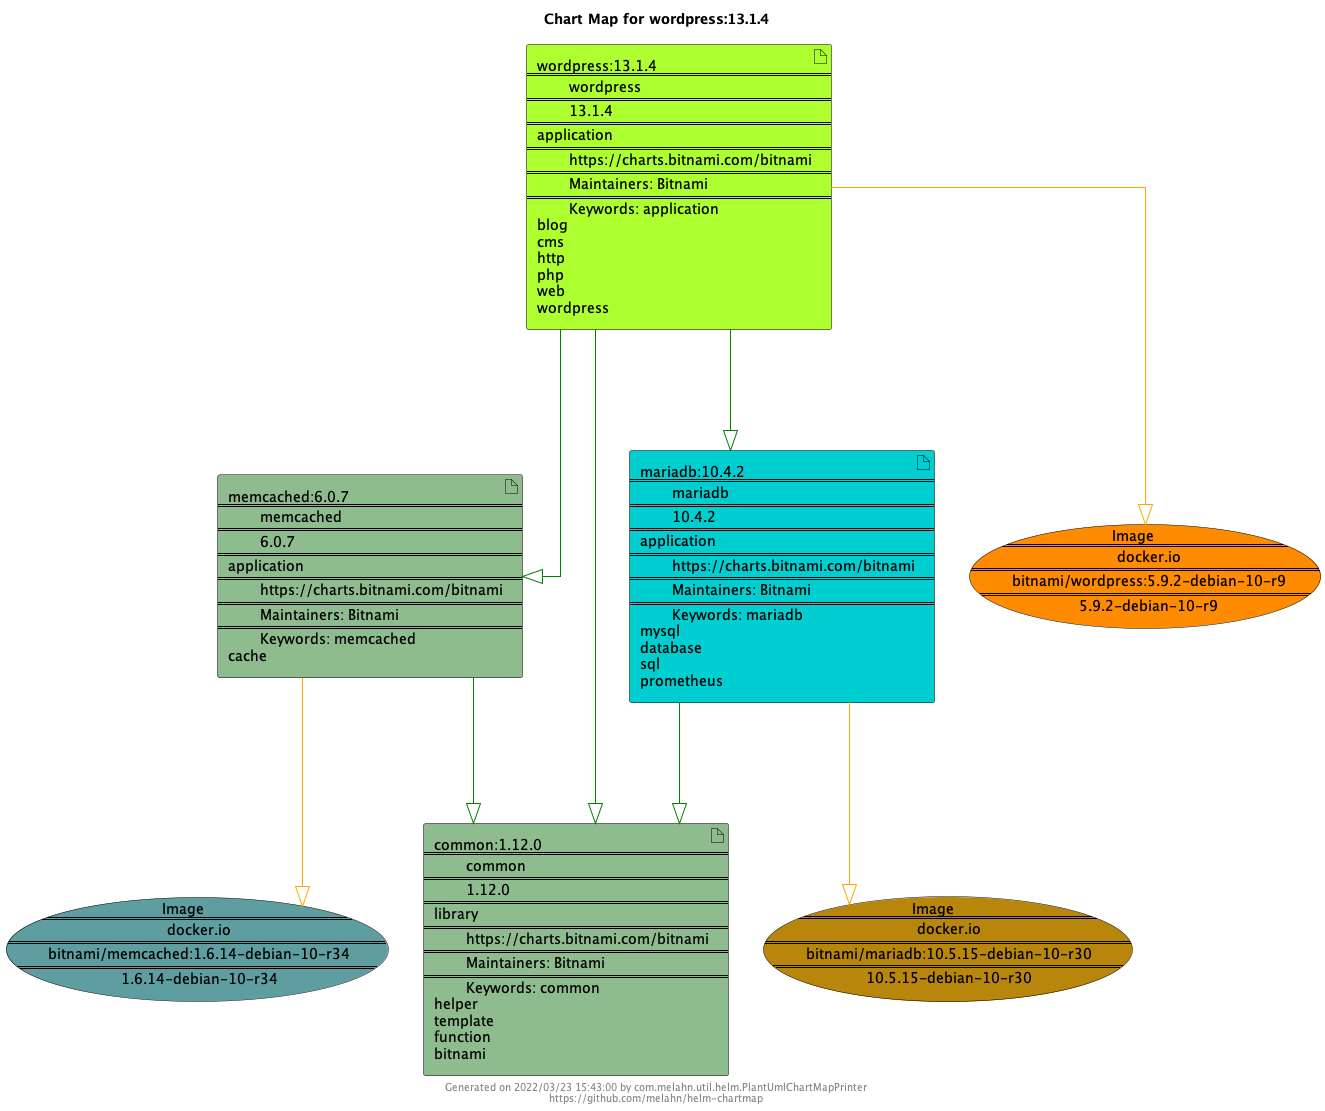 Chart Map for wordpress:13.1.4
wordpress:13.1.4
wordpress
13.1.4
application
https://charts.bitnami.com/bitnami
Maintainers: Bitnami
Keywords: application
blog
cms
http
php
web
wordpress
memcached:6.0.7
memcached
6.0.7
application
https://charts.bitnami.com/bitnami
Maintainers: Bitnami
Keywords: memcached
cache
mariadb:10.4.2
mariadb
10.4.2
application
https://charts.bitnami.com/bitnami
Maintainers: Bitnami
Keywords: mariadb
mysql
database
sql
prometheus
Image
docker.io
bitnami/wordpress:5.9.2-debian-10-r9
5.9.2-debian-10-r9
Image
docker.io
bitnami/memcached:1.6.14-debian-10-r34
1.6.14-debian-10-r34
common:1.12.0
common
1.12.0
library
https://charts.bitnami.com/bitnami
Maintainers: Bitnami
Keywords: common
helper
template
function
bitnami
Image
docker.io
bitnami/mariadb:10.5.15-debian-10-r30
10.5.15-debian-10-r30
Generated on 2022/03/23 15:43:00 by com.melahn.util.helm.PlantUmlChartMapPrinter
https://github.com/melahn/helm-chartmap